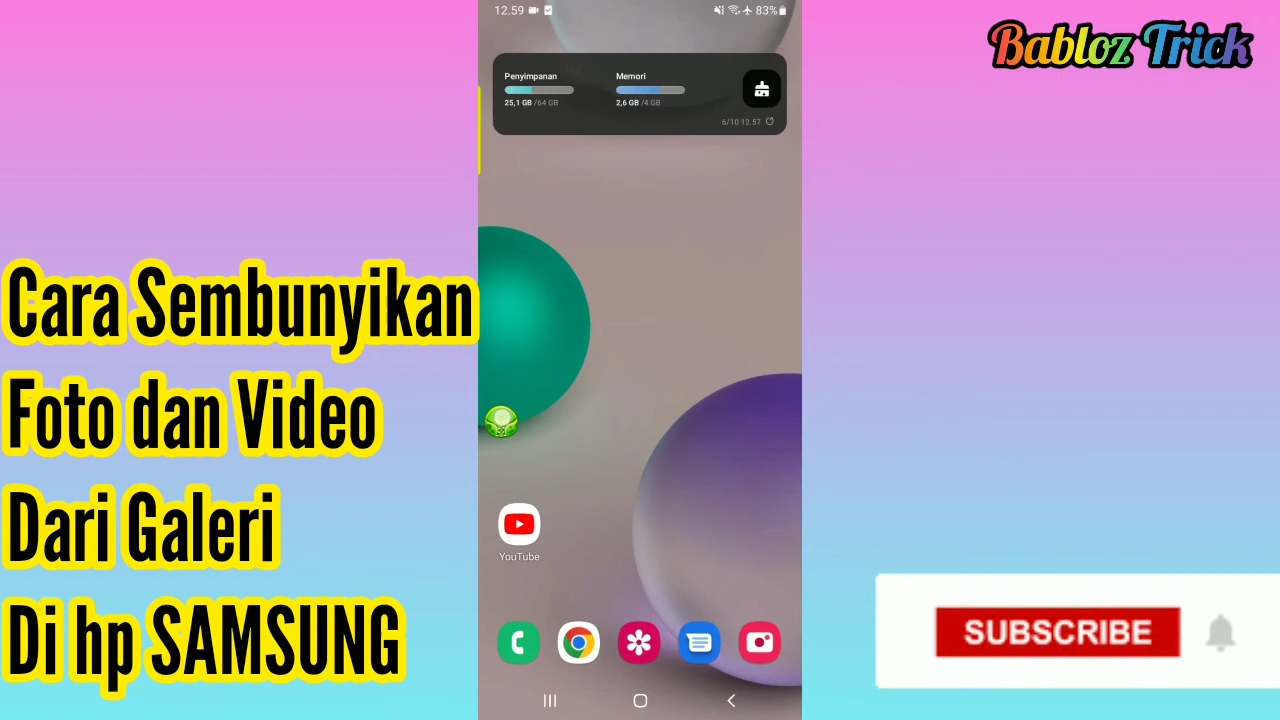 Babloz Trick
12.59
83%
Penyimpanan
25,1 GB /64 GB
Memori
2,6 GB /4 GB
6/10 12.57
Cara Sembunyikan
Foto dan Video
Dari Galeri
Di hp SAMSUNG
YouTube
SUBSCRIBE